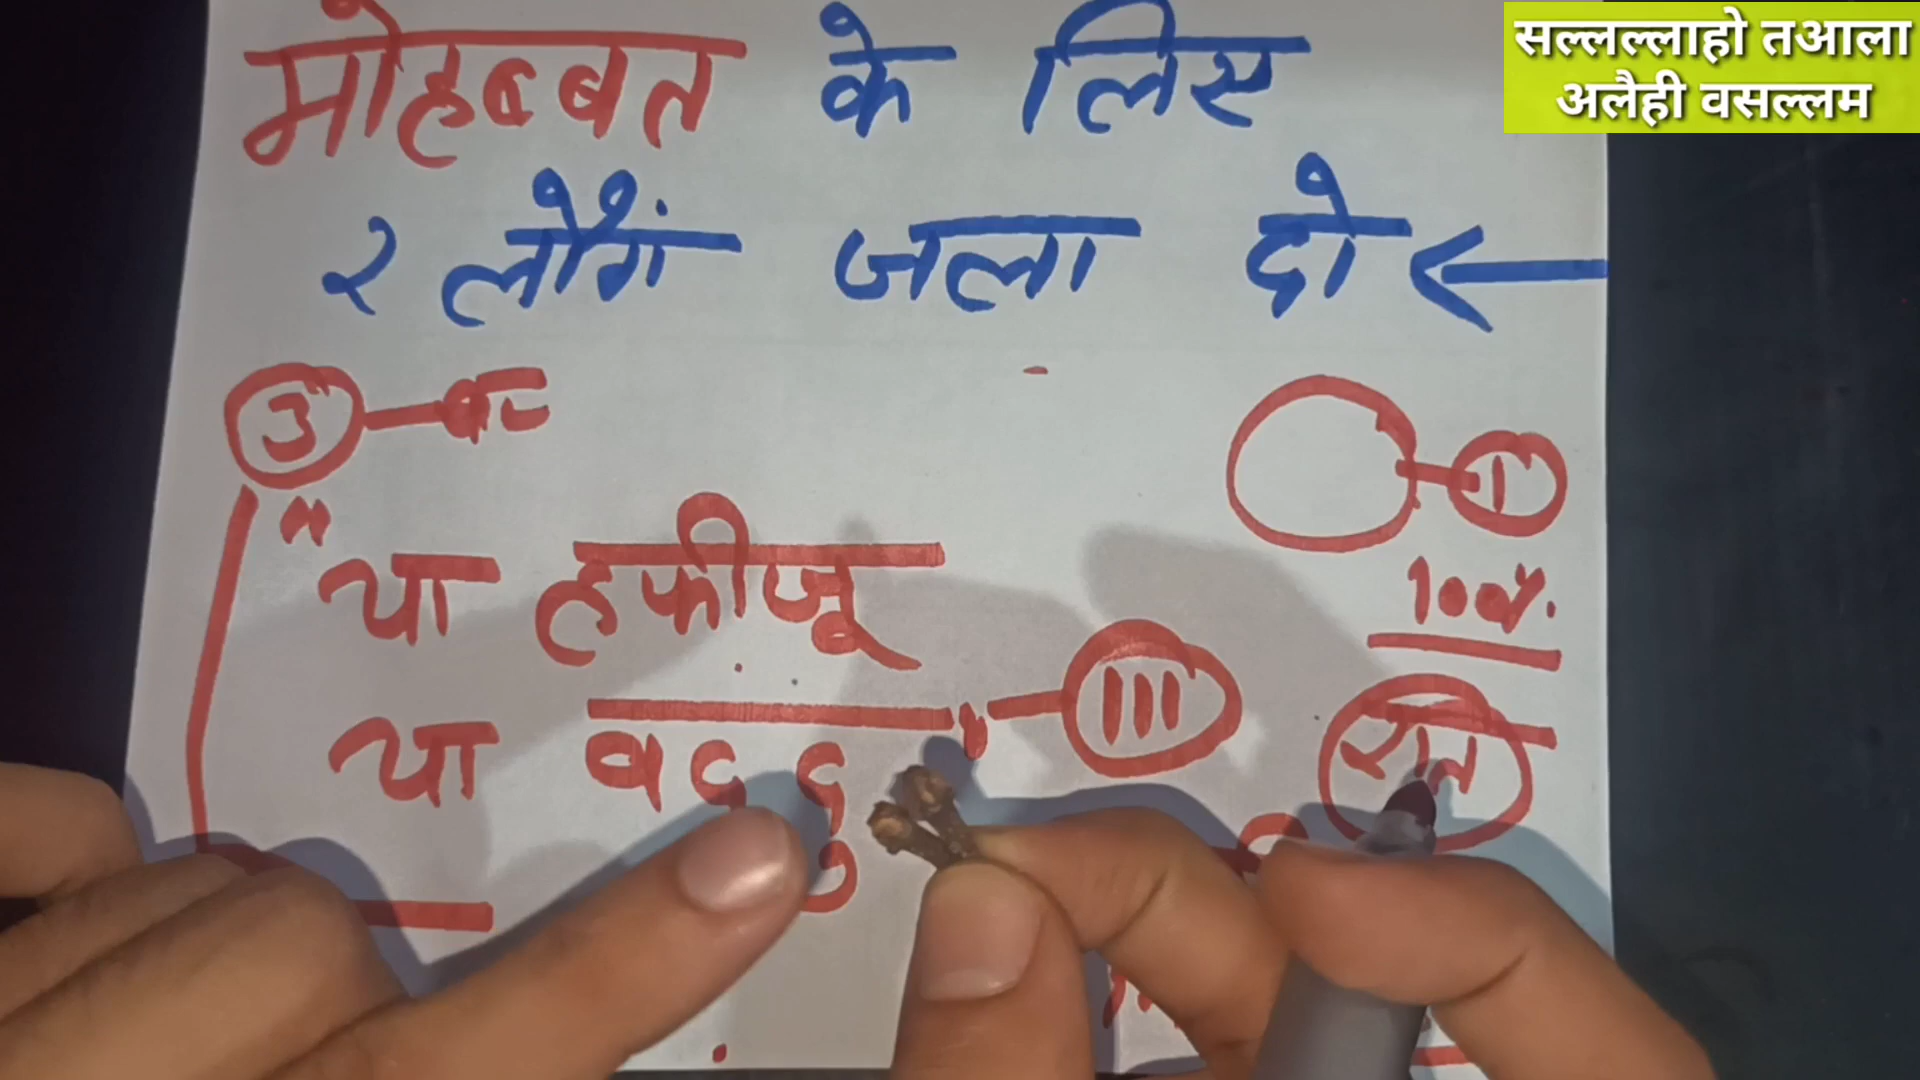 सल्लल्लाहो तआला
अलैही वसल्लम
मोहब्बत के लिए
२ लौंग जला दो
3
1
100%
"या हफीजू
या वदुदु"
111
रात